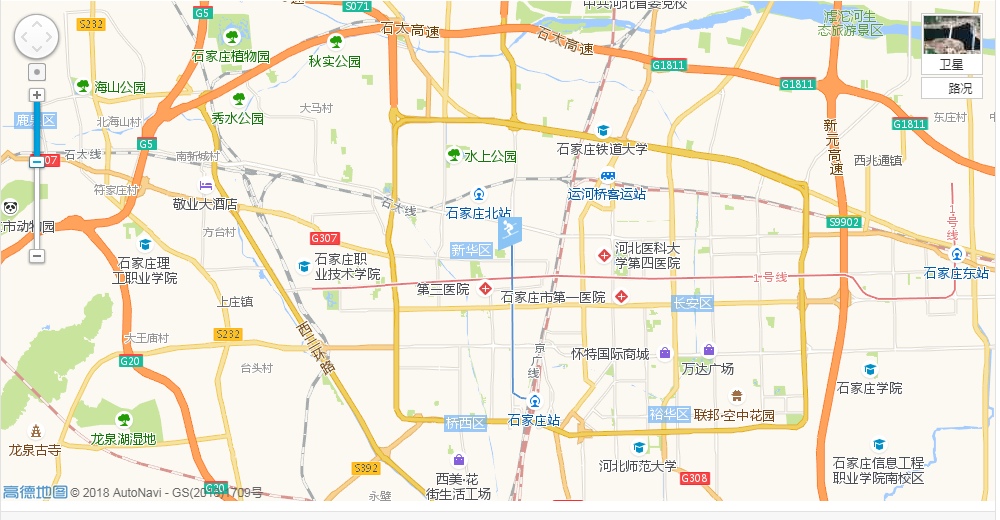 S071
中共河北省委党校
S232
G5
石太高速
滹沱河生
态旅游景区
石家庄植物园
秋实公园
石太高速
G1811
卫星
海山公园
G1811
路况
秀水公园
大马村
鹿泉区
北海山村
新元高速
G1811
东庄村
G5
石家庄铁道大学
石太线
南新城村
水上公园
西兆通镇
符家庄村
敬业大酒店
石太线
石家庄北站
运河桥客运站
1号线
市动物园
方台村
G307
新华区
S9902
石家庄理
工职业学院
石家庄职
业技术学院
河北医科大
学第四医院
石家庄东站
第三医院
石家庄市第一医院
1号线
上庄镇
长安区
S232
大王庙村
西三环路
京广线
怀特国际商城
万达广场
G20
台头村
石家庄学院
龙泉湖湿地
桥西区
石家庄站
裕华区
联邦·空中花园
龙泉古寺
西美·花
街生活工场
河北师范大学
石家庄信息工程
职业学院南校区
S392
G308
永壁
高德地图 © 2018 AutoNavi - GS(2018)1709号